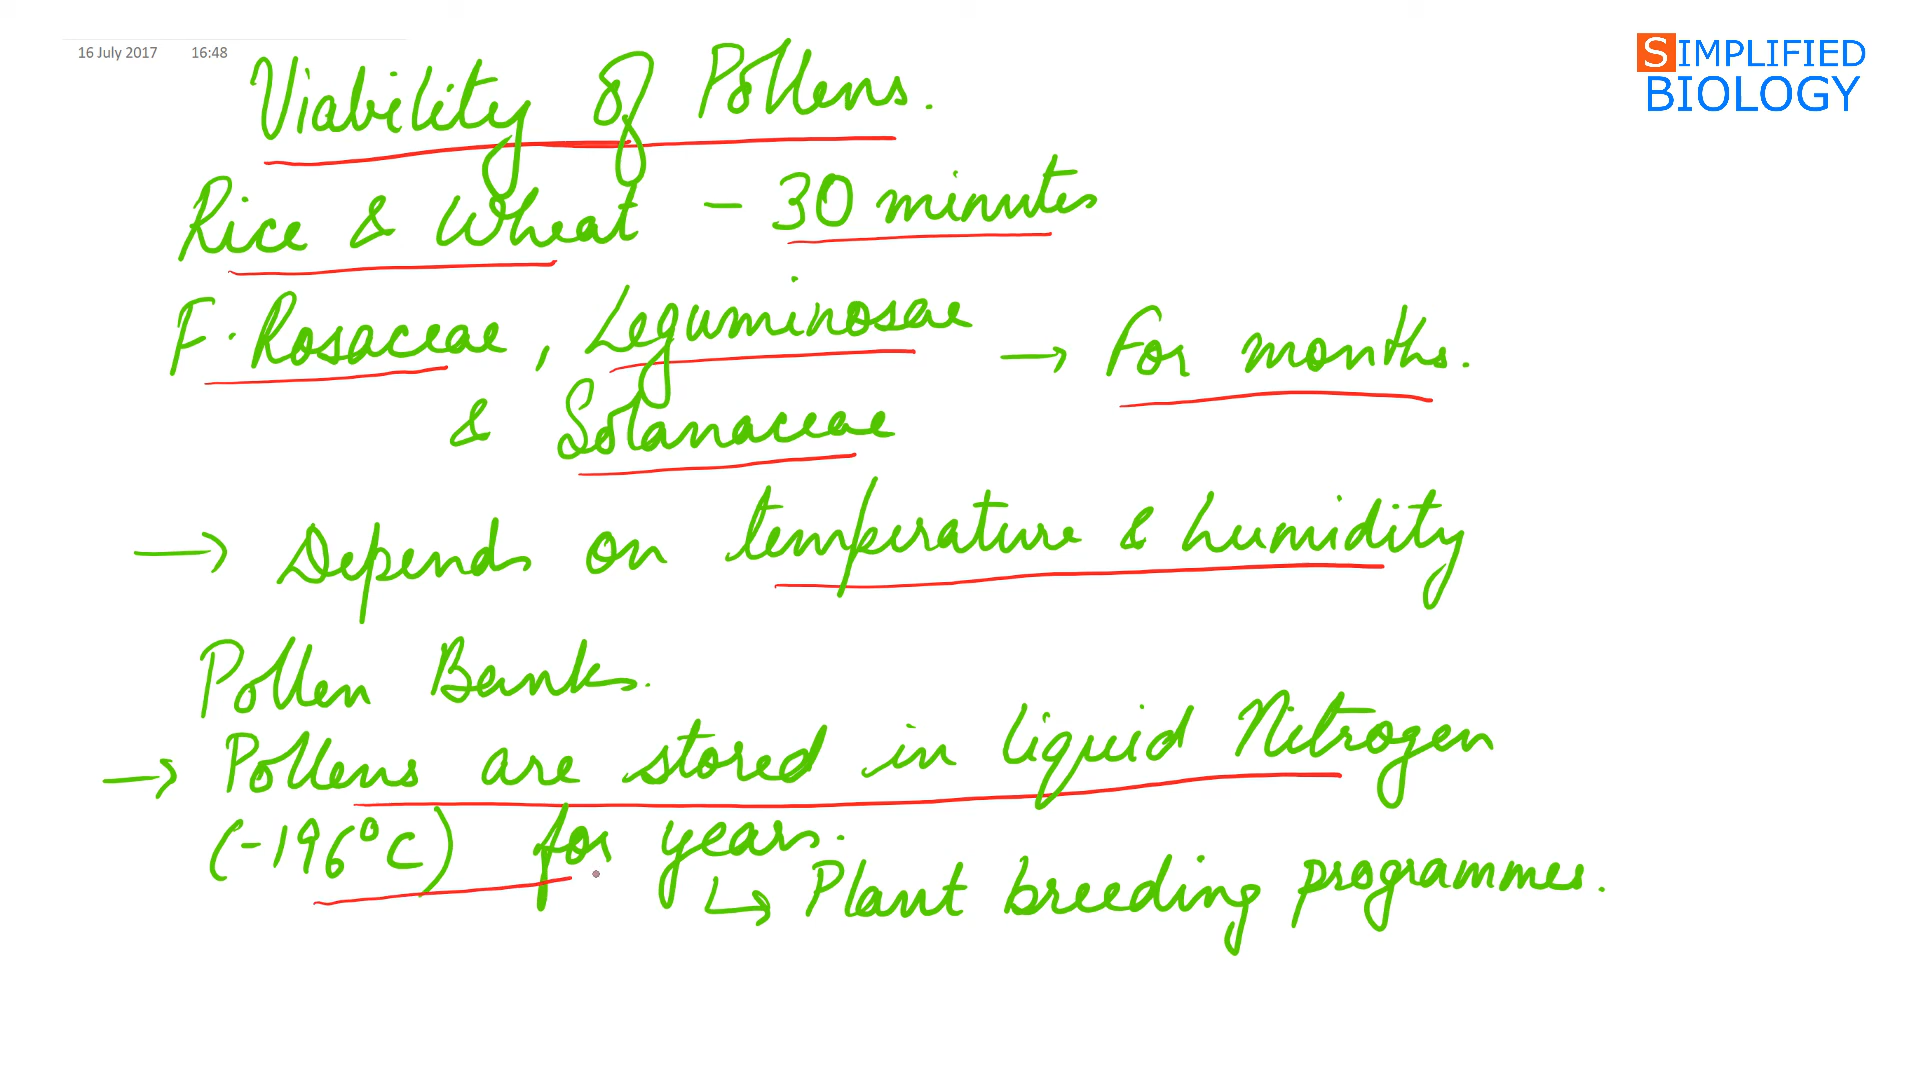 16 July 2017 16:48
SIMPLIFIED
BIOLOGY
Viability of Pollens.
Rice & Wheat - 30 minutes
F. Rosaceae, Leguminosae → For months.
& Solanaceae
→ Depends on temperature & humidity
Pollen Banks.
→ Pollens are stored in liquid Nitrogen
(-196°C) for years.
↳ Plant breeding programmes.